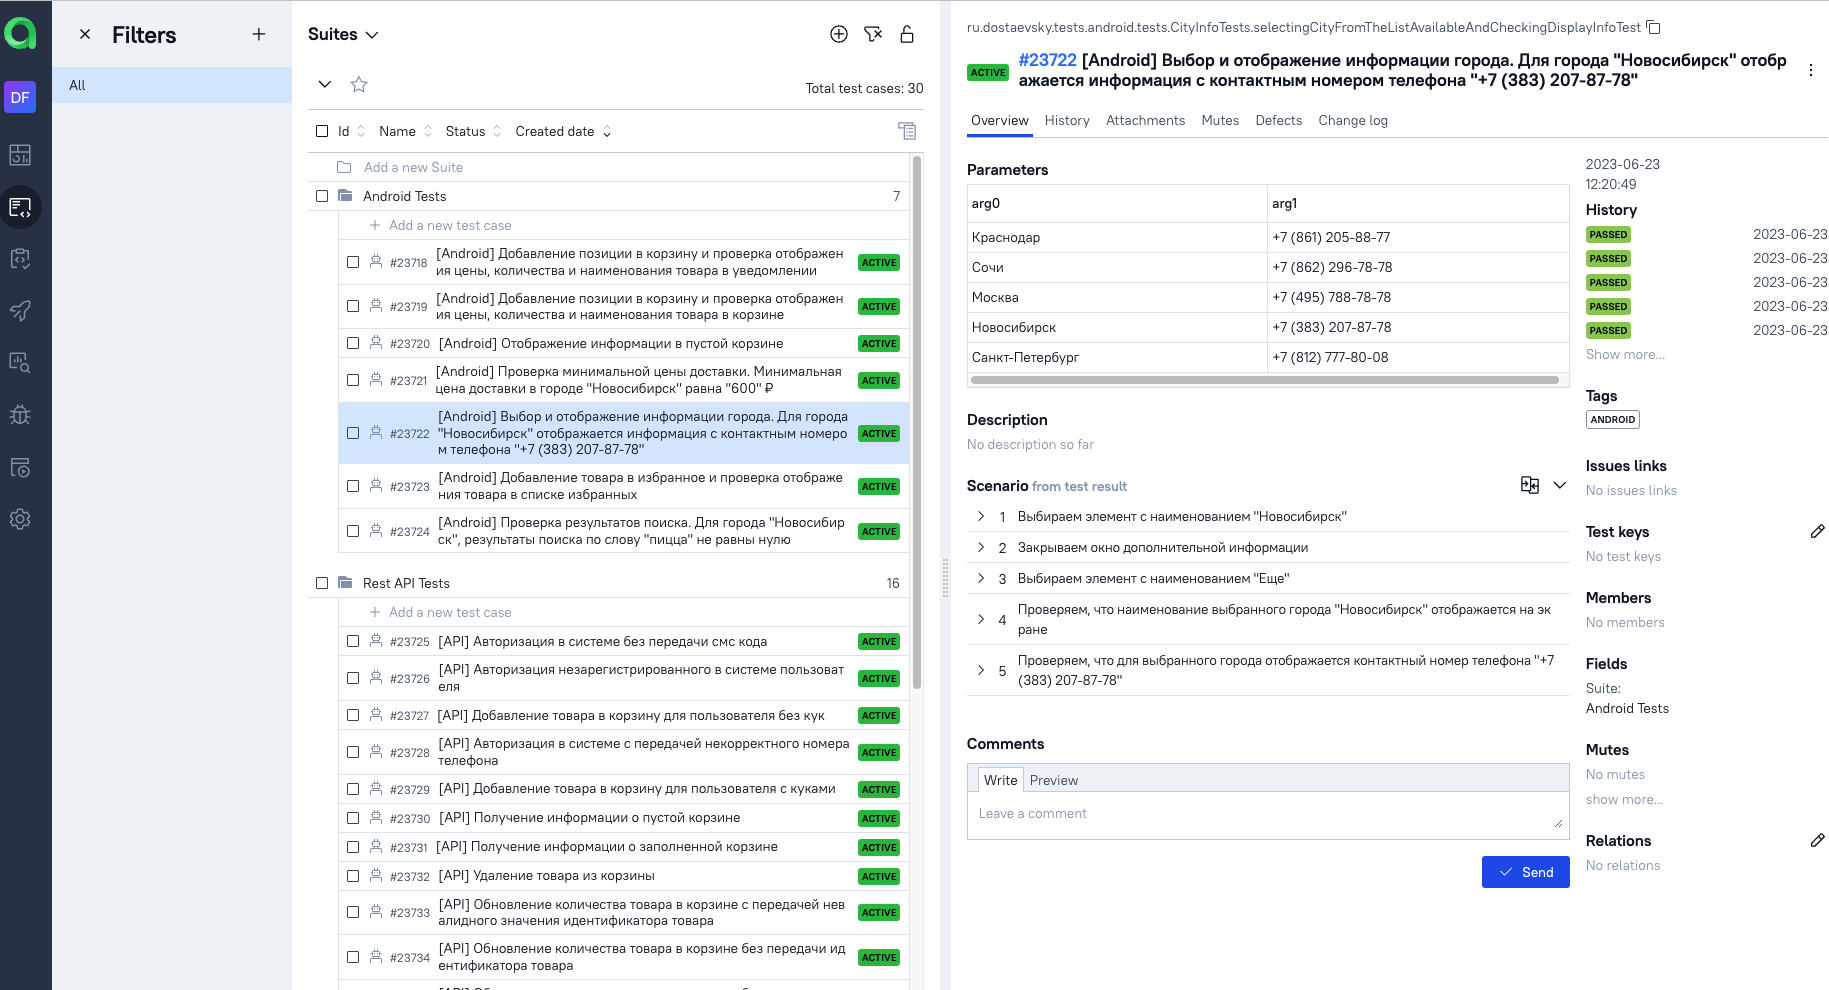 DF
Filters
All
Suites
Total test cases: 30
Id
Name
Status
Created date
Add a new Suite
Android Tests
7
Add a new test case
#23718
[Android] Добавление позиции в корзину и проверка отображен
ия цены, количества и наименования товара в уведомлении
ACTIVE
#23719
[Android] Добавление позиции в корзину и проверка отображен
ия цены, количества и наименования товара в корзине
ACTIVE
#23720
[Android] Отображение информации в пустой корзине
ACTIVE
#23721
[Android] Проверка минимальной цены доставки. Минимальная
цена доставки в городе "Новосибирск" равна "600" ₽
ACTIVE
#23722
[Android] Выбор и отображение информации города. Для города
"Новосибирск" отображается информация с контактным номеро
м телефона "+7 (383) 207-87-78"
ACTIVE
#23723
[Android] Добавление товара в избранное и проверка отображе
ния товара в списке избранных
ACTIVE
#23724
[Android] Проверка результатов поиска. Для города "Новосибир
ск", результаты поиска по слову "пицца" не равны нулю
ACTIVE
Rest API Tests
16
Add a new test case
#23725
[API] Авторизация в системе без передачи смс кода
ACTIVE
#23726
[API] Авторизация незарегистрированного в системе пользоват
еля
ACTIVE
#23727
[API] Добавление товара в корзину для пользователя без кук
ACTIVE
#23728
[API] Авторизация в системе с передачей некорректного номера
телефона
ACTIVE
#23729
[API] Добавление товара в корзину для пользователя с куками
ACTIVE
#23730
[API] Получение информации о пустой корзине
ACTIVE
#23731
[API] Получение информации о заполненной корзине
ACTIVE
#23732
[API] Удаление товара из корзины
ACTIVE
#23733
[API] Обновление количества товара в корзине с передачей нев
алидного значения идентификатора товара
ACTIVE
#23734
[API] Обновление количества товара в корзине без передачи ид
ентификатора товара
ACTIVE
ru.dostaevsky.tests.android.tests.CityInfoTests.selectingCityFromTheListAvailableAndCheckingDisplayInfoTest
ACTIVE
#23722 [Android] Выбор и отображение информации города. Для города "Новосибирск" отобр
ажается информация с контактным номером телефона "+7 (383) 207-87-78"
Overview
History
Attachments
Mutes
Defects
Change log
Parameters
arg0
arg1
Краснодар
+7 (861) 205-88-77
Сочи
+7 (862) 296-78-78
Москва
+7 (495) 788-78-78
Новосибирск
+7 (383) 207-87-78
Санкт-Петербург
+7 (812) 777-80-08
Description
No description so far
Scenario from test result
1 Выбираем элемент с наименованием "Новосибирск"
2 Закрываем окно дополнительной информации
3 Выбираем элемент с наименованием "Еще"
4 Проверяем, что наименование выбранного города "Новосибирск" отображается на эк
ране
5 Проверяем, что для выбранного города отображается контактный номер телефона "+7
(383) 207-87-78"
Comments
Write
Preview
Leave a comment
Send
2023-06-23
12:20:49
History
PASSED 2023-06-23
PASSED 2023-06-23
PASSED 2023-06-23
PASSED 2023-06-23
PASSED 2023-06-23
Show more...
Tags
ANDROID
Issues links
No issues links
Test keys
No test keys
Members
No members
Fields
Suite:
Android Tests
Mutes
No mutes
show more...
Relations
No relations